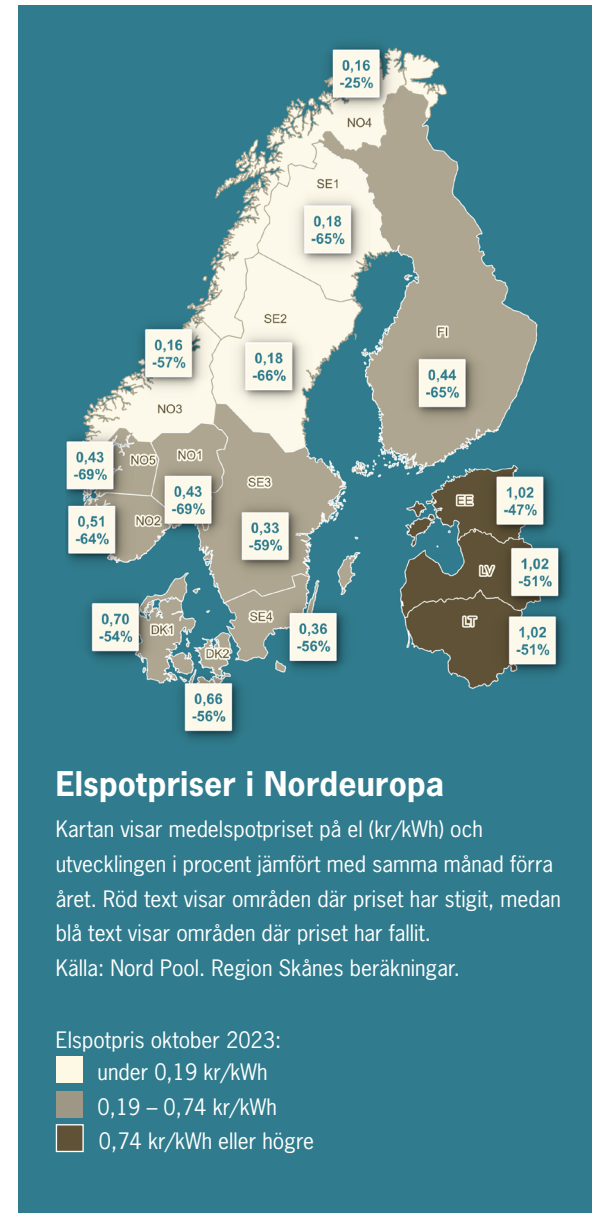 0,16
-25%
NO4
SE1
0,18
-65%
SE2
0,16
-57%
0,18
-66%
FI
0,44
-65%
NO3
0,43
-69%
NO5
NO1
SE3
0,43
-69%
0,51
-64%
NO2
0,33
-59%
EE
1,02
-47%
LV
1,02
-51%
LT
1,02
-51%
0,70
-54%
DK1
SE4
0,36
-56%
DK2
0,66
-56%
Elspotpriser i Nordeuropa
Kartan visar medelspotpriset på el (kr/kWh) och
utvecklingen i procent jämfört med samma månad förra
året. Röd text visar områden där priset har stigit, medan
blå text visar områden där priset har fallit.
Källa: Nord Pool. Region Skånes beräkningar.
Elspotpris oktober 2023:
under 0,19 kr/kWh
0,19 – 0,74 kr/kWh
0,74 kr/kWh eller högre